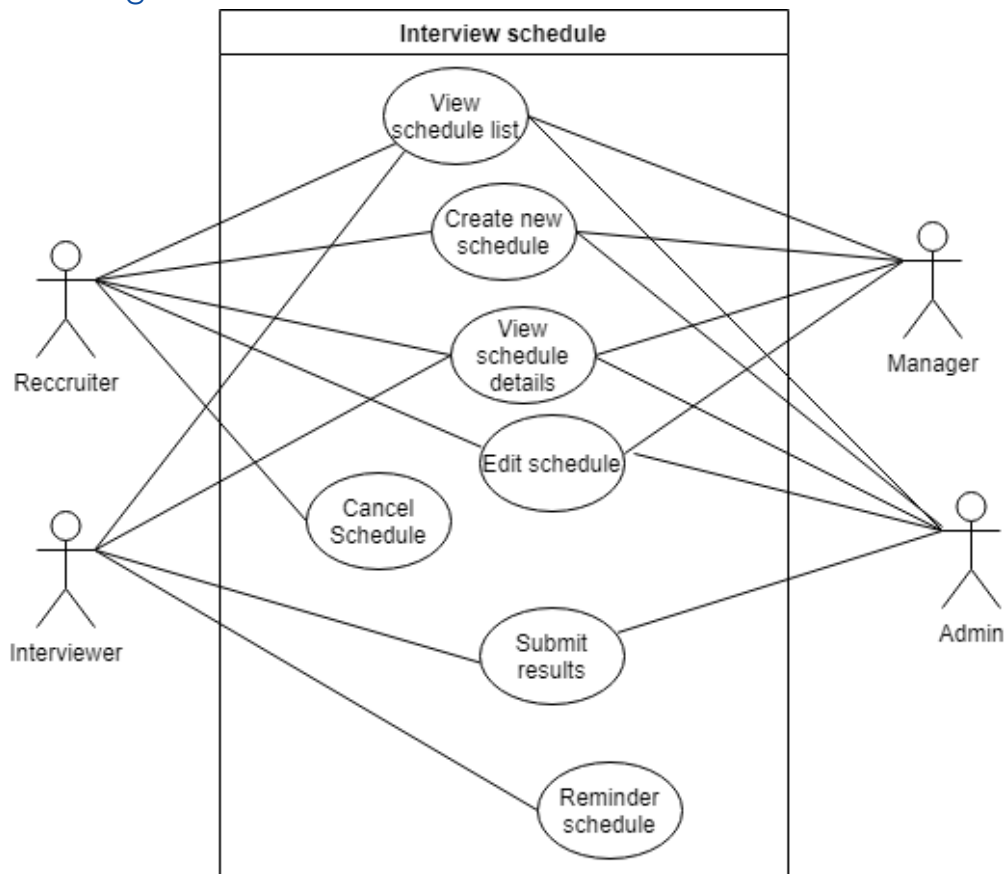 Interview schedule
View
schedule list
Create new
schedule
View
schedule
details
Edit schedule
Cancel
Schedule
Submit
results
Reminder
schedule
Reccruiter
Interviewer
Manager
Admin